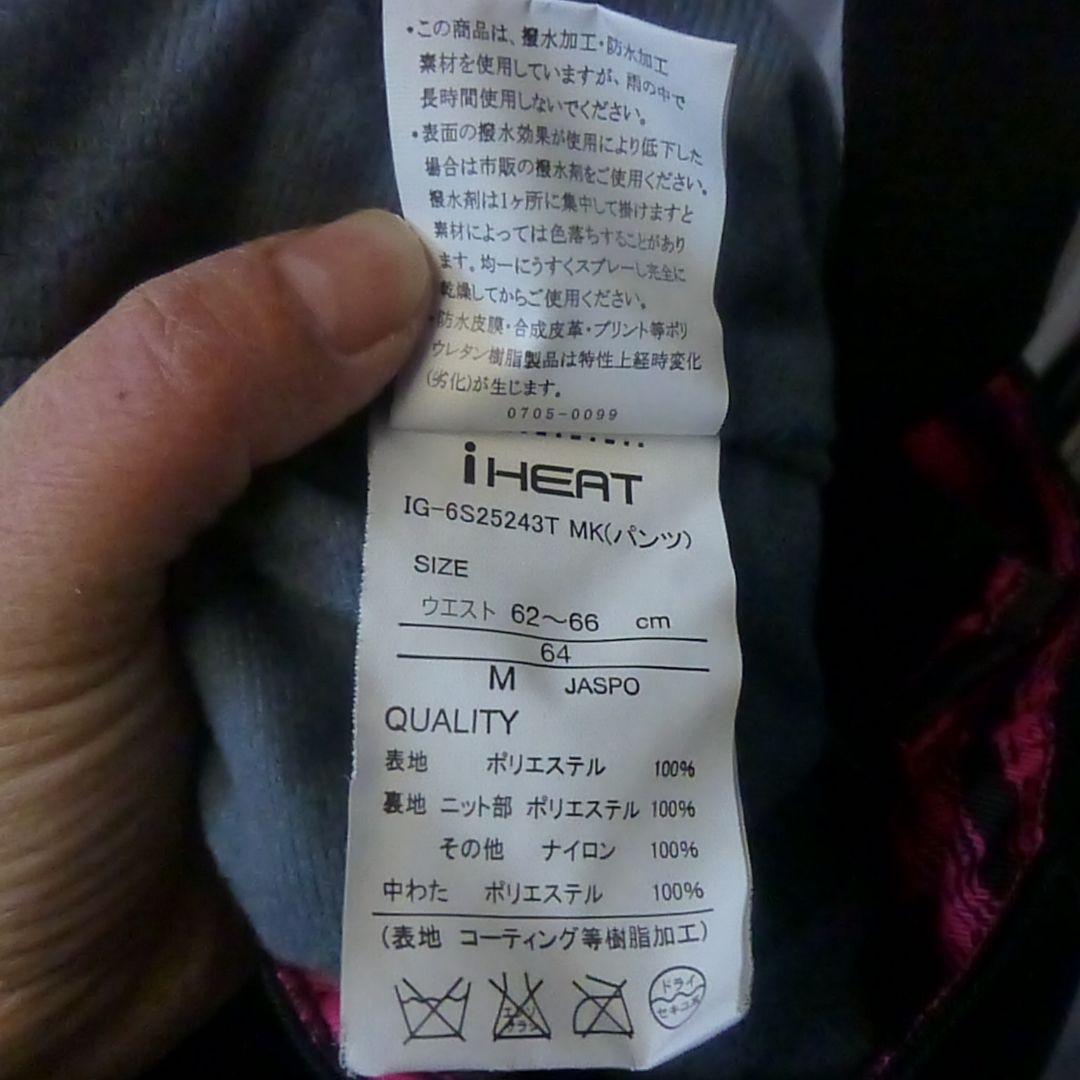 •この商品は、撥水加工・防水加工
素材を使用していますが、雨の中で
長時間使用しないでください。
•表面の撥水効果が使用により低下した
場合は市販の撥水剤をご使用ください。
撥水剤は1ヶ所に集中して掛けますと
素材によっては色落ちすることがあり
ます。均一にうすくスプレーし完全に
乾燥してからご使用ください。
•防水皮膜・合成皮革・プリント等ポリ
ウレタン樹脂製品は特性上経時変化
(劣化)が生じます。
0705-0099
iHEAT
IG-6S25243T MK(パンツ)
SIZE
ウエスト 62～66 cm
64
M JASPO
QUALITY
表地 ポリエステル 100%
裏地 ニット部 ポリエステル 100%
その他 ナイロン 100%
中わた ポリエステル 100%
(表地 コーティング等樹脂加工)
エンソ
サラシ
ドライ
セキユ系